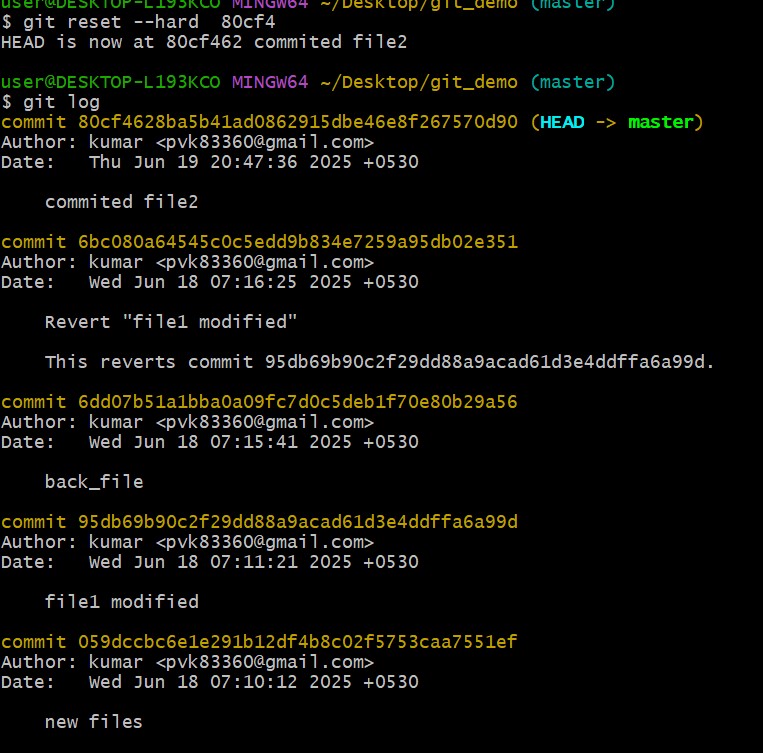 user@DESKTOP-L193KCO MINGW64 ~/Desktop/git_demo (master)
$ git reset --hard  80cf4
HEAD is now at 80cf462 commited file2
user@DESKTOP-L193KCO MINGW64 ~/Desktop/git_demo (master)
$ git log
commit 80cf4628ba5b41ad0862915dbe46e8f267570d90 (HEAD -> master)
Author: kumar <pvk83360@gmail.com>
Date:   Thu Jun 19 20:47:36 2025 +0530
    commited file2
commit 6bc080a64545c0c5edd9b834e7259a95db02e351
Author: kumar <pvk83360@gmail.com>
Date:   Wed Jun 18 07:16:25 2025 +0530
    Revert "file1 modified"
    This reverts commit 95db69b90c2f29dd88a9acad61d3e4ddffa6a99d.
commit 6dd07b51a1bba0a09fc7d0c5deb1f70e80b29a56
Author: kumar <pvk83360@gmail.com>
Date:   Wed Jun 18 07:15:41 2025 +0530
    back_file
commit 95db69b90c2f29dd88a9acad61d3e4ddffa6a99d
Author: kumar <pvk83360@gmail.com>
Date:   Wed Jun 18 07:11:21 2025 +0530
    file1 modified
commit 059dccbc6e1e291b12df4b8c02f5753caa7551ef
Author: kumar <pvk83360@gmail.com>
Date:   Wed Jun 18 07:10:12 2025 +0530
    new files